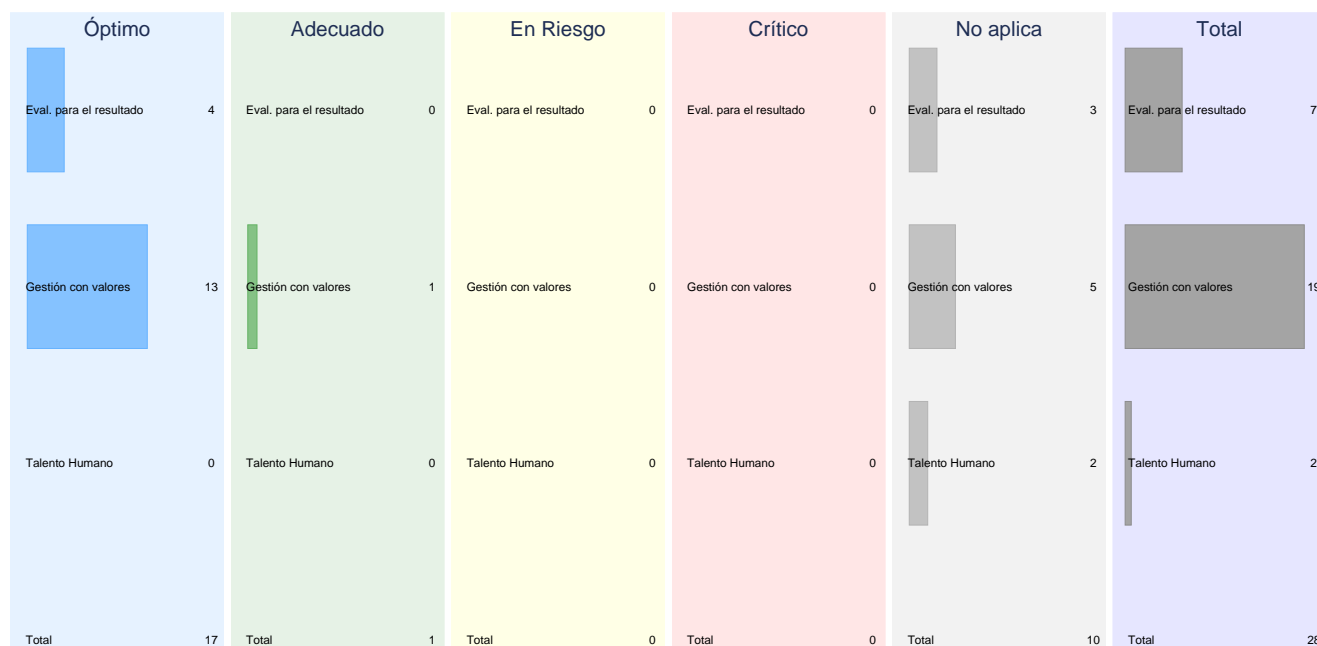 Óptimo Adecuado En Riesgo Crítico No aplica Total
Eval. para el resultado 4 Eval. para el resultado 0 Eval. para el resultado 0 Eval. para el resultado 0 Eval. para el resultado 3 Eval. para el resultado 7
Gestión con valores 13 Gestión con valores 1 Gestión con valores 0 Gestión con valores 0 Gestión con valores 5 Gestión con valores 19
Talento Humano 0 Talento Humano 0 Talento Humano 0 Talento Humano 0 Talento Humano 2 Talento Humano 2
Total 17 Total 1 Total 0 Total 0 Total 10 Total 28